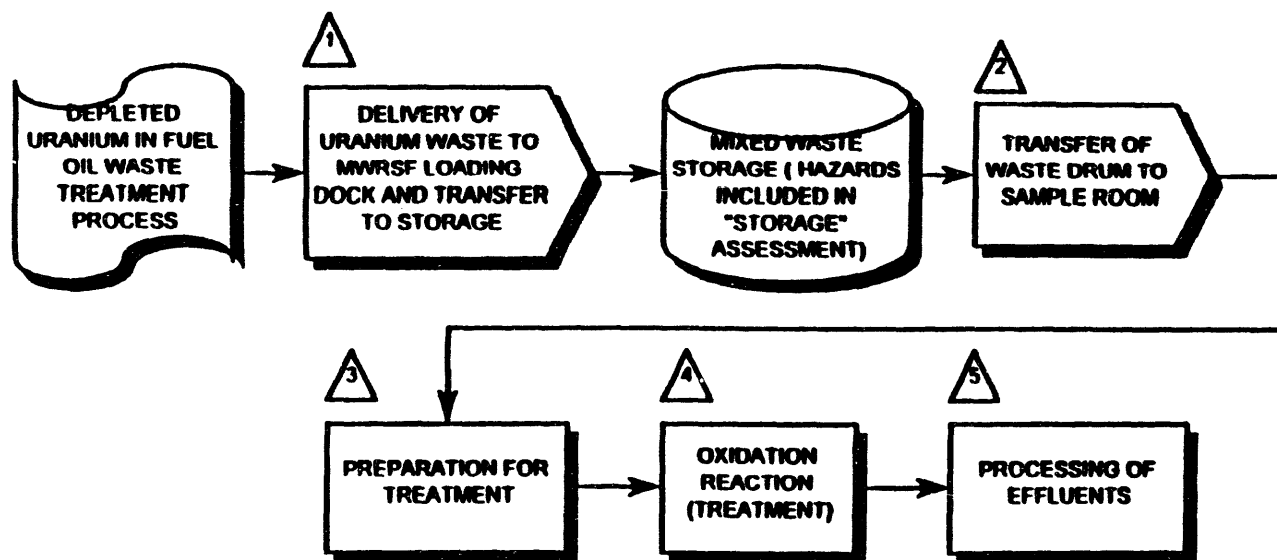 1
2
DEPLETED
URANIUM IN FUEL
OIL WASTE
TREATMENT
PROCESS
DELIVERY OF
URANIUM WASTE TO
MWRSF LOADING
DOCK AND TRANSFER
TO STORAGE
MIXED WASTE
STORAGE ( HAZARDS
INCLUDED IN
"STORAGE"
ASSESSMENT)
TRANSFER OF
WASTE DRUM TO
SAMPLE ROOM
3
4
5
PREPARATION FOR
TREATMENT
OXIDATION
REACTION
(TREATMENT)
PROCESSING OF
EFFLUENTS